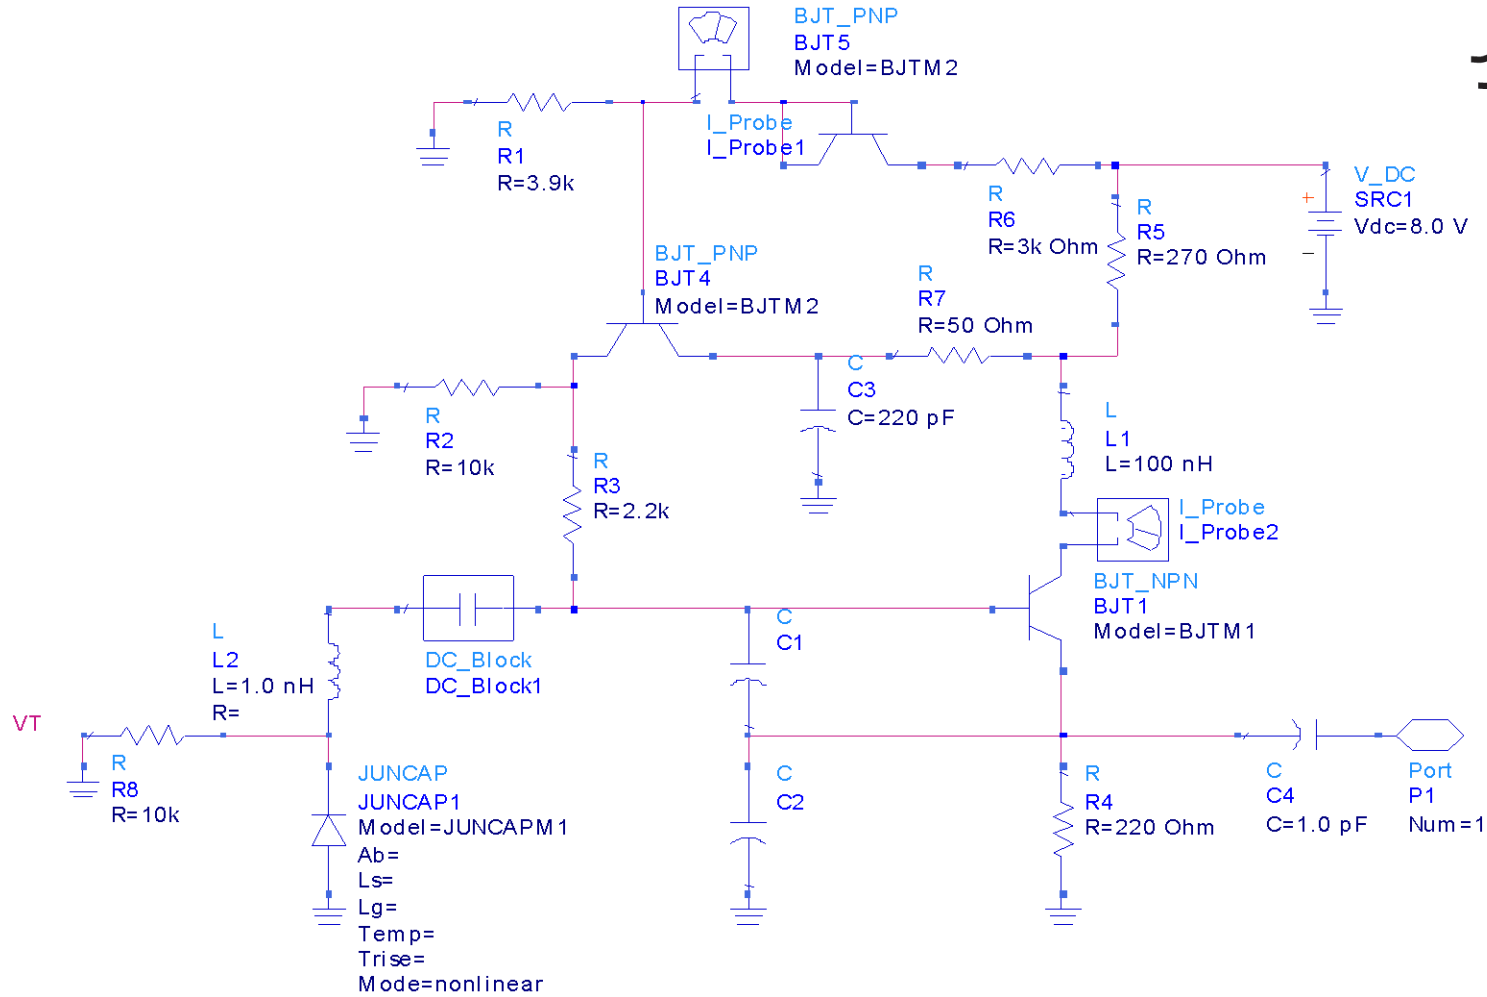 BJT_PNP
BJT5
Model=BJTM2
I_Probe
I_Probe1
R
R1
R=3.9k
R
R6
R=3k Ohm
R
R5
R=270 Ohm
V_DC
SRC1
Vdc=8.0 V
+
−
BJT_PNP
BJT4
Model=BJTM2
R
R7
R=50 Ohm
C
C3
C=220 pF
R
R2
R=10k
R
R3
R=2.2k
L
L1
L=100 nH
I_Probe
I_Probe2
BJT_NPN
BJT1
Model=BJTM1
DC_Block
DC_Block1
C
C1
L
L2
L=1.0 nH
R=
VT
R
R8
R=10k
JUNCAP
JUNCAP1
Model=JUNCAPM1
Ab=
Ls=
Lg=
Temp=
Trise=
Mode=nonlinear
C
C2
R
R4
R=220 Ohm
C
C4
C=1.0 pF
Port
P1
Num=1